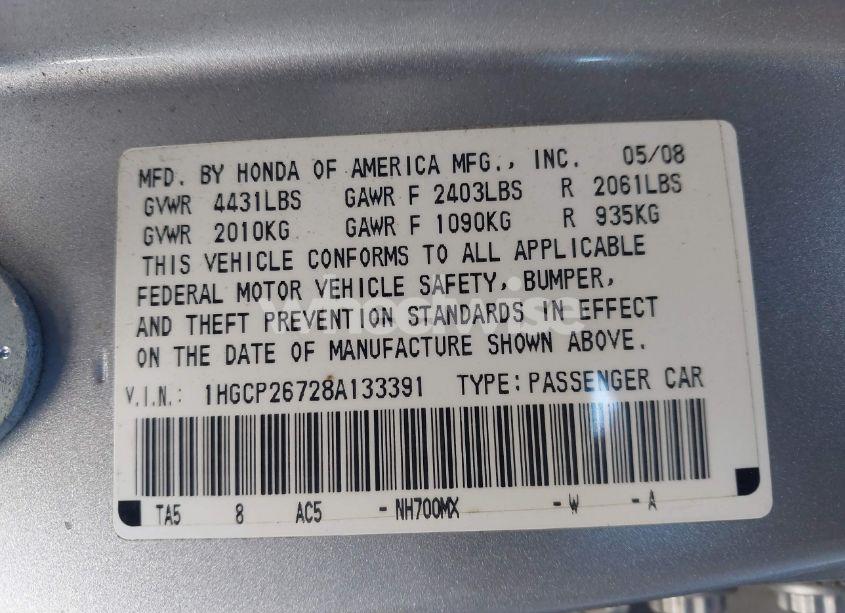 MFD. BY HONDA OF AMERICA MFG., INC. 05/08
GVWR 4431LBS GAWR F 2403LBS R 2061LBS
GVWR 2010KG GAWR F 1090KG R 935KG
THIS VEHICLE CONFORMS TO ALL APPLICABLE
FEDERAL MOTOR VEHICLE SAFETY, BUMPER,
AND THEFT PREVENTION STANDARDS IN EFFECT
ON THE DATE OF MANUFACTURE SHOWN ABOVE.
V.I.N.: 1HGCP26728A133391 TYPE: PASSENGER CAR
TA5 8 AC5 - NH700MX - W - A
Wheelwise